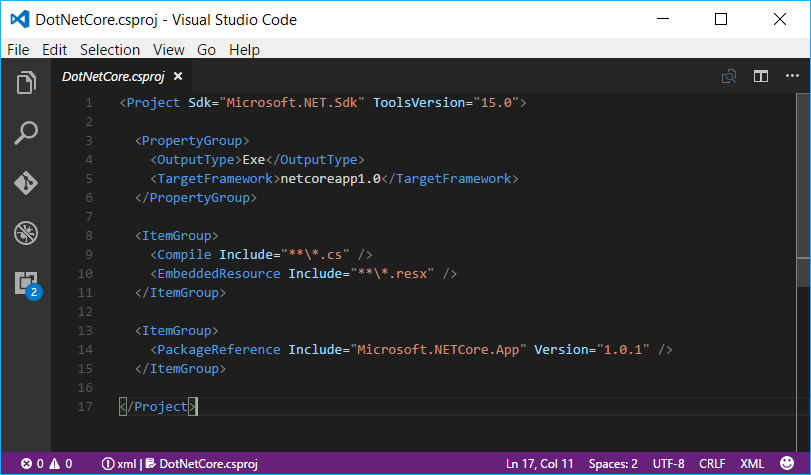 DotNetCore.csproj - Visual Studio Code
File Edit Selection View Go Help
DotNetCore.csproj
1 <Project Sdk="Microsoft.NET.Sdk" ToolsVersion="15.0">
2
3   <PropertyGroup>
4     <OutputType>Exe</OutputType>
5     <TargetFramework>netcoreapp1.0</TargetFramework>
6   </PropertyGroup>
7
8   <ItemGroup>
9     <Compile Include="**\*.cs" />
10     <EmbeddedResource Include="**\*.resx" />
11   </ItemGroup>
12
13   <ItemGroup>
14     <PackageReference Include="Microsoft.NETCore.App" Version="1.0.1" />
15   </ItemGroup>
16
17 </Project>
2
0 0 xml | DotNetCore.csproj Ln 17, Col 11 Spaces: 2 UTF-8 CRLF XML